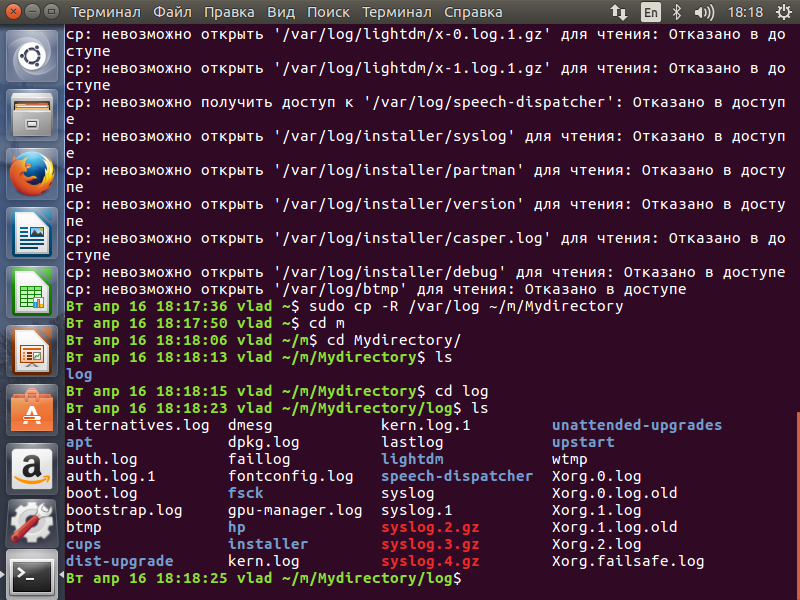 Терминал Файл Правка Вид Поиск Терминал Справка En 18:18
cp: невозможно открыть '/var/log/lightdm/x-0.log.1.gz' для чтения: Отказано в до
ступе
cp: невозможно открыть '/var/log/lightdm/x-1.log.1.gz' для чтения: Отказано в до
ступе
cp: невозможно получить доступ к '/var/log/speech-dispatcher': Отказано в доступ
е
cp: невозможно открыть '/var/log/installer/syslog' для чтения: Отказано в доступ
е
cp: невозможно открыть '/var/log/installer/partman' для чтения: Отказано в досту
пе
cp: невозможно открыть '/var/log/installer/version' для чтения: Отказано в досту
пе
cp: невозможно открыть '/var/log/installer/casper.log' для чтения: Отказано в до
ступе
cp: невозможно открыть '/var/log/installer/debug' для чтения: Отказано в доступе
cp: невозможно открыть '/var/log/btmp' для чтения: Отказано в доступе
Вт апр 16 18:17:36 vlad ~$ sudo cp -R /var/log ~/m/Mydirectory
Вт апр 16 18:17:50 vlad ~$ cd m
Вт апр 16 18:18:06 vlad ~/m$ cd Mydirectory/
Вт апр 16 18:18:13 vlad ~/m/Mydirectory$ ls
log
Вт апр 16 18:18:15 vlad ~/m/Mydirectory$ cd log
Вт апр 16 18:18:23 vlad ~/m/Mydirectory/log$ ls
alternatives.log dmesg kern.log.1 unattended-upgrades
apt dpkg.log lastlog upstart
auth.log faillog lightdm wtmp
auth.log.1 fontconfig.log speech-dispatcher Xorg.0.log
boot.log fsck syslog Xorg.0.log.old
bootstrap.log gpu-manager.log syslog.1 Xorg.1.log
btmp hp syslog.2.gz Xorg.1.log.old
cups installer syslog.3.gz Xorg.2.log
dist-upgrade kern.log syslog.4.gz Xorg.failsafe.log
Вт апр 16 18:18:25 vlad ~/m/Mydirectory/log$